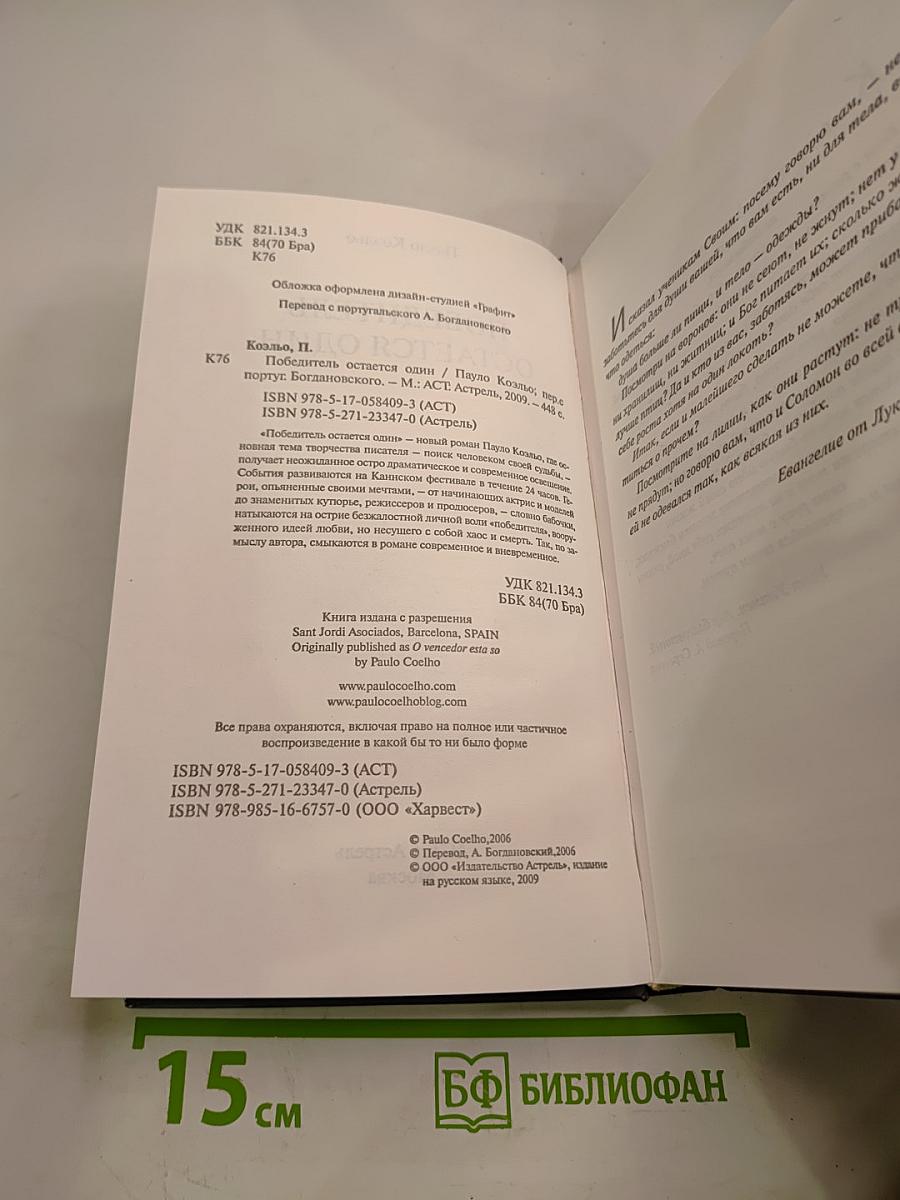 УДК 821.134.3
ББК 84(70 Бра)
К76
Обложка оформлена дизайн-студией «Графит»
Перевод с португальского А. Богдановского
Коэльо, П.
К76 Победитель остается один / Пауло Коэльо; пер.с
португ. Богдановского. — М.: АСТ: Астрель, 2009. — 448 с.
ISBN 978-5-17-058409-3 (АСТ)
ISBN 978-5-271-23347-0 (Астрель)
«Победитель остается один» — новый роман Пауло Коэльо, где ос-
новная тема творчества писателя — поиск человеком своей судьбы, —
получает неожиданное остро драматическое и современное освещение.
События развиваются на Каннском фестивале в течение 24 часов. Ге-
рои, опьяненные своими мечтами, — от начинающих актрис и моделей
до знаменитых кутюрье, режиссеров и продюсеров, — словно бабочки,
натыкаются на острие безжалостной личной воли «победителя», воору-
женного идеей любви, но несущего с собой хаос и смерть. Так, по за-
мыслу автора, смыкаются в романе современное и вневременное.
УДК 821.134.3
ББК 84(70 Бра)
Книга издана с разрешения
Sant Jordi Asociados, Barcelona, SPAIN
Originally published as O vencedor esta so
by Paulo Coelho
www.paulocoelho.com
www.paulocoelhoblog.com
Все права охраняются, включая право на полное или частичное
воспроизведение в какой бы то ни было форме
ISBN 978-5-17-058409-3 (АСТ)
ISBN 978-5-271-23347-0 (Астрель)
ISBN 978-985-16-6757-0 (ООО «Харвест»)
© Paulo Coelho,2006
© Перевод, А. Богдановский,2006
© ООО «Издательство Астрель», издание
на русском языке, 2009
И сказал ученикам Своим: посему говорю вам, — не
заботьтесь для души вашей, что вам есть, ни для тела, в
что одеться:
душа больше ли пищи, и тело — одежды?
Посмотри на воронов: они не сеют, не жнут; нет у
ни хранилищ, ни житниц; и Бог питает их; сколько ж
лучше птиц? Да и кто из вас, заботясь, может прибо
себе роста хотя на один локоть?
Итак, если и малейшего сделать не можете, чт
титься о прочем?
Посмотрите на лилии, как они растут: не тр
не прядут; но говорю вам, что и Соломон во всей с
ей не одевался так, как всякая из них.
Евангелие от Лук
15 см
БФ БИБЛИОФАН